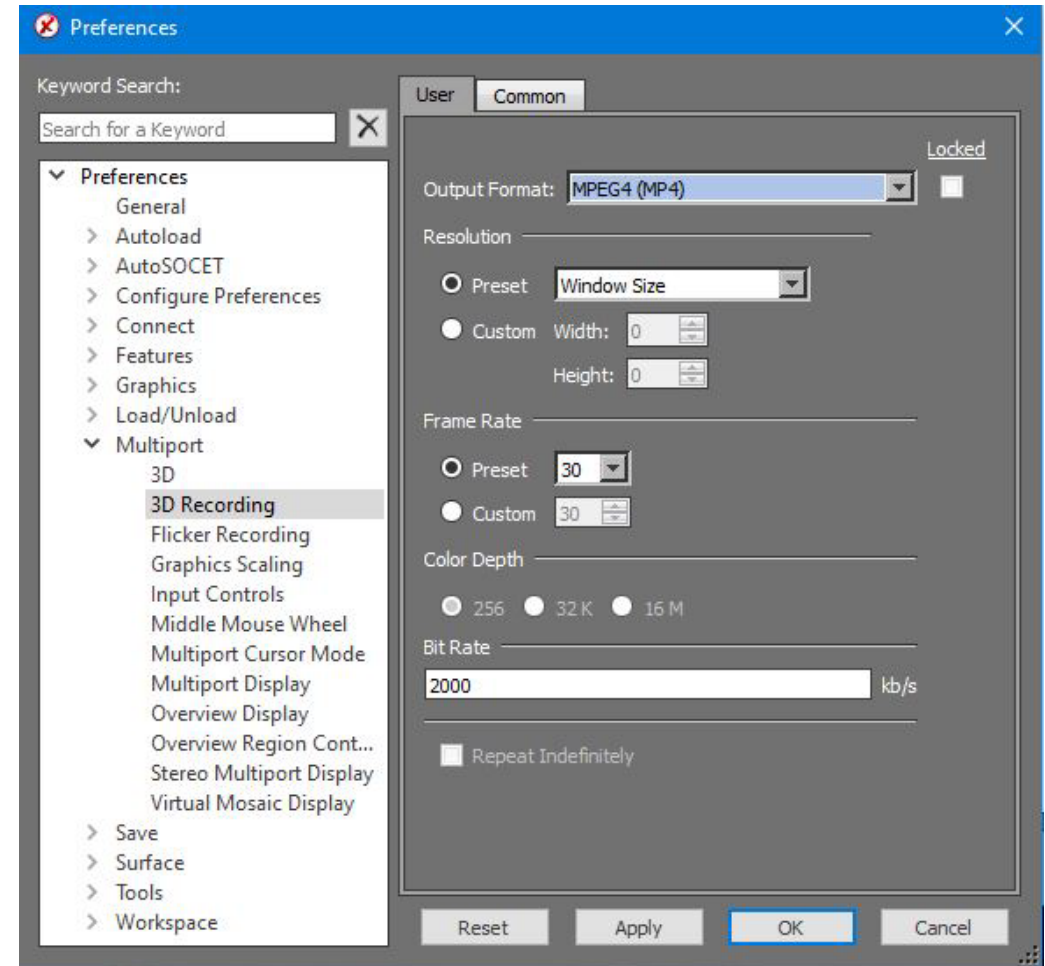 Preferences
Keyword Search:
Search for a Keyword
Preferences
General
Autoload
AutoSOCET
Configure Preferences
Connect
Features
Graphics
Load/Unload
Multiport
3D
3D Recording
Flicker Recording
Graphics Scaling
Input Controls
Middle Mouse Wheel
Multiport Cursor Mode
Multiport Display
Overview Display
Overview Region Cont...
Stereo Multiport Display
Virtual Mosaic Display
Save
Surface
Tools
Workspace
User Common
Locked
Output Format: MPEG4 (MP4)
Resolution
Preset Window Size
Custom Width: 0
Height: 0
Frame Rate
Preset 30
Custom 30
Color Depth
256 32 K 16 M
Bit Rate
2000 kb/s
Repeat Indefinitely
Reset Apply OK Cancel